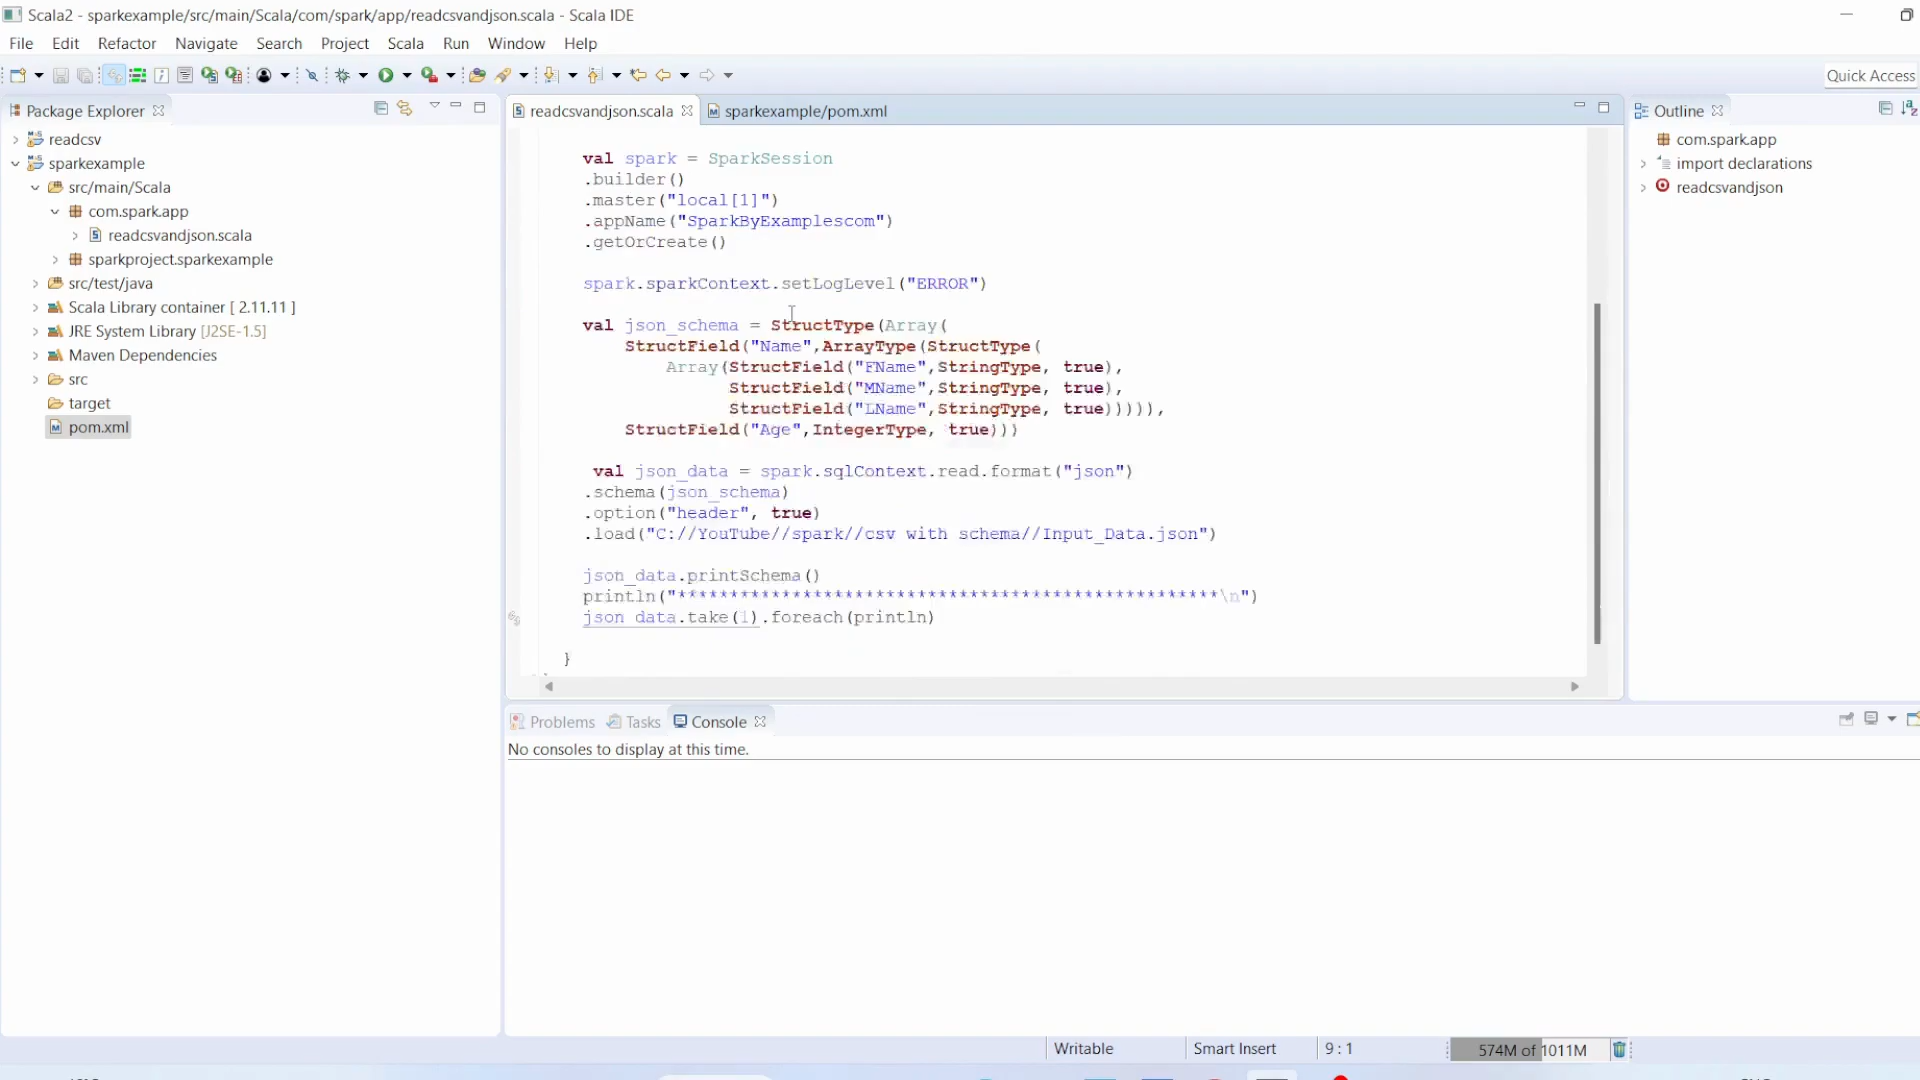 Scala2 - sparkexample/src/main/Scala/com/spark/app/readcsvandjson.scala - Scala IDE
File Edit Refactor Navigate Search Project Scala Run Window Help
Quick Access
Package Explorer
readcsv
sparkexample
src/main/Scala
com.spark.app
readcsvandjson.scala
sparkproject.sparkexample
src/test/java
Scala Library container [ 2.11.11 ]
JRE System Library [J2SE-1.5]
Maven Dependencies
src
target
pom.xml
readcsvandjson.scala sparkexample/pom.xml
val spark = SparkSession
.builder()
.master("local[1]")
.appName("SparkByExamplescom")
.getOrCreate()
spark.sparkContext.setLogLevel("ERROR")
val json_schema = StructType(Array(
StructField("Name",ArrayType(StructType(
Array(StructField("FName",StringType, true),
StructField("MName",StringType, true),
StructField("LName",StringType, true))))),
StructField("Age",IntegerType, true)))
val json_data = spark.sqlContext.read.format("json")
.schema(json_schema)
.option("header", true)
.load("C://YouTube//spark//csv with schema//Input_Data.json")
json_data.printSchema()
println("****************************************************\n")
json_data.take(1).foreach(println)
}
Outline
com.spark.app
import declarations
readcsvandjson
Problems Tasks Console
No consoles to display at this time.
Writable Smart Insert 9 : 1 574M of 1011M